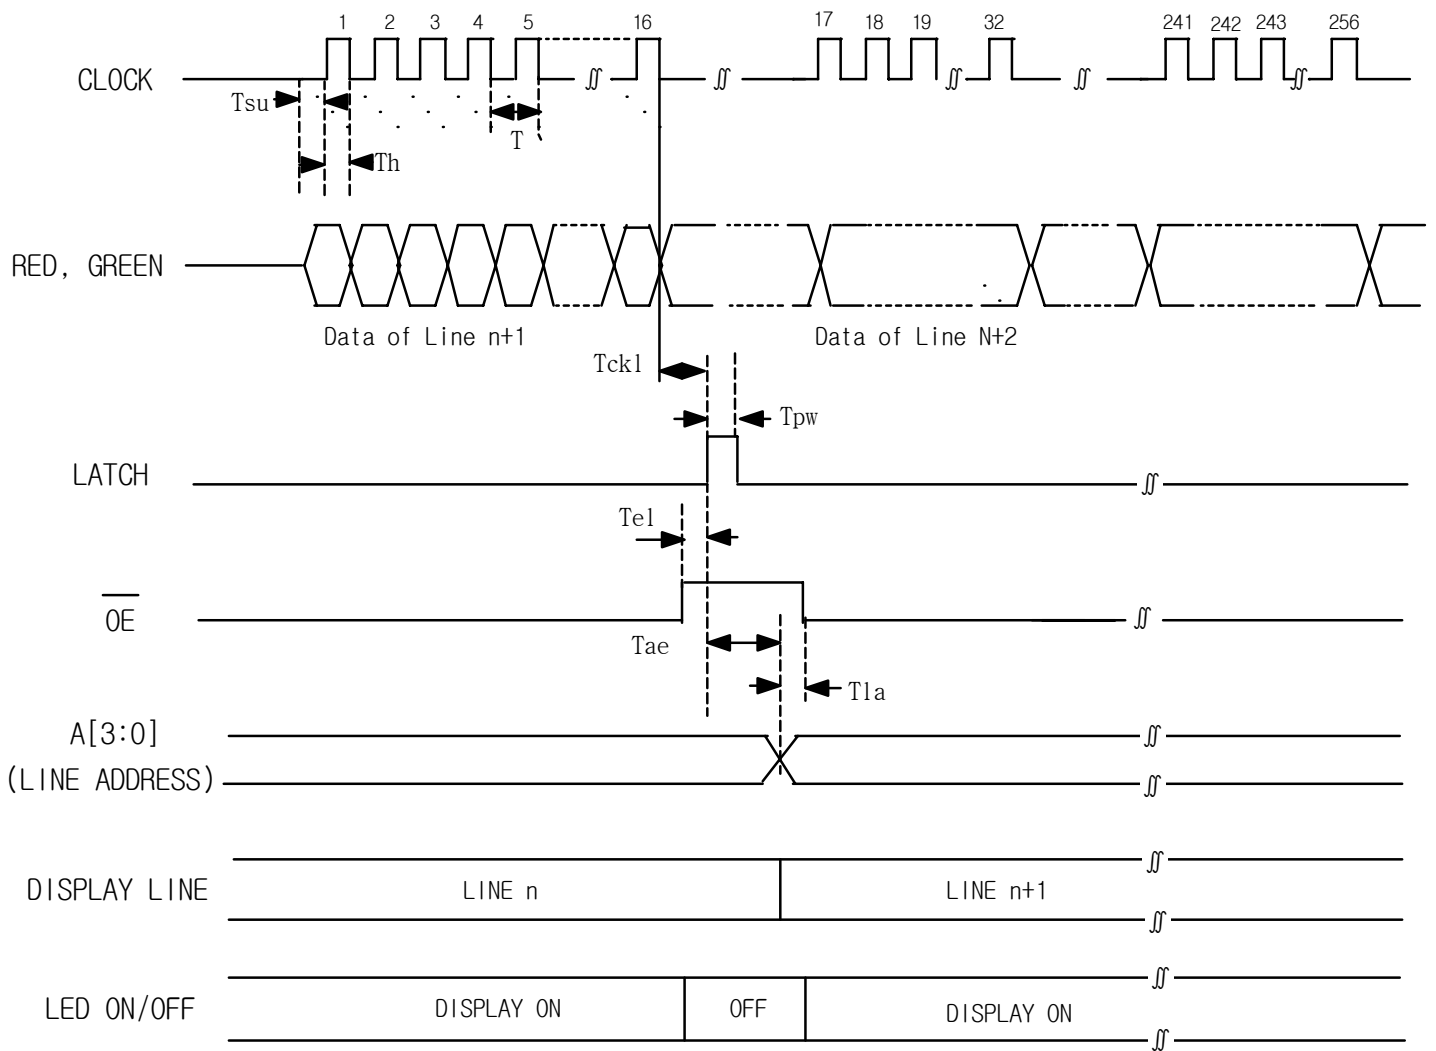 1 2 3 4 5 16 17 18 19 32 241 242 243 256
CLOCK
Tsu
T
Th
RED, GREEN
Data of Line n+1 Data of Line N+2
Tckl
Tpw
LATCH
Tel
OE
Tae
Tla
A[3:0]
(LINE ADDRESS)
DISPLAY LINE LINE n LINE n+1
LED ON/OFF DISPLAY ON OFF DISPLAY ON